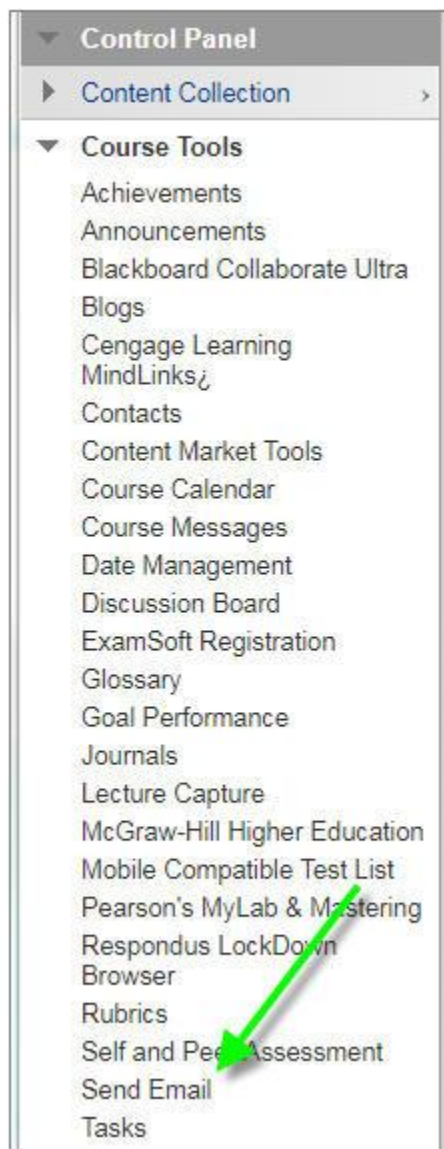 Control Panel
Content Collection
Course Tools
Achievements
Announcements
Blackboard Collaborate Ultra
Blogs
Cengage Learning
MindLinks¿
Contacts
Content Market Tools
Course Calendar
Course Messages
Date Management
Discussion Board
ExamSoft Registration
Glossary
Goal Performance
Journals
Lecture Capture
McGraw-Hill Higher Education
Mobile Compatible Test List
Pearson's MyLab & Mastering
Respondus LockDown
Browser
Rubrics
Self and Peer Assessment
Send Email
Tasks